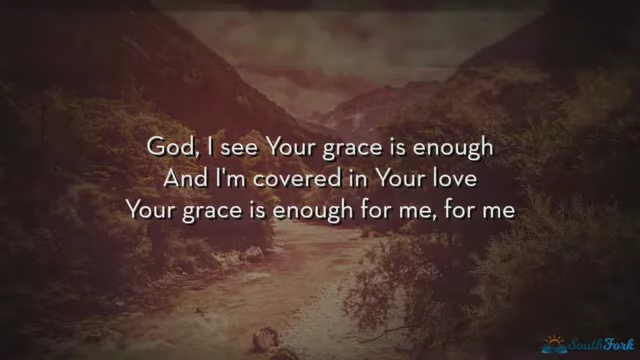 God, I see Your grace is enough
And I'm covered in Your love
Your grace is enough for me, for me
SouthFork